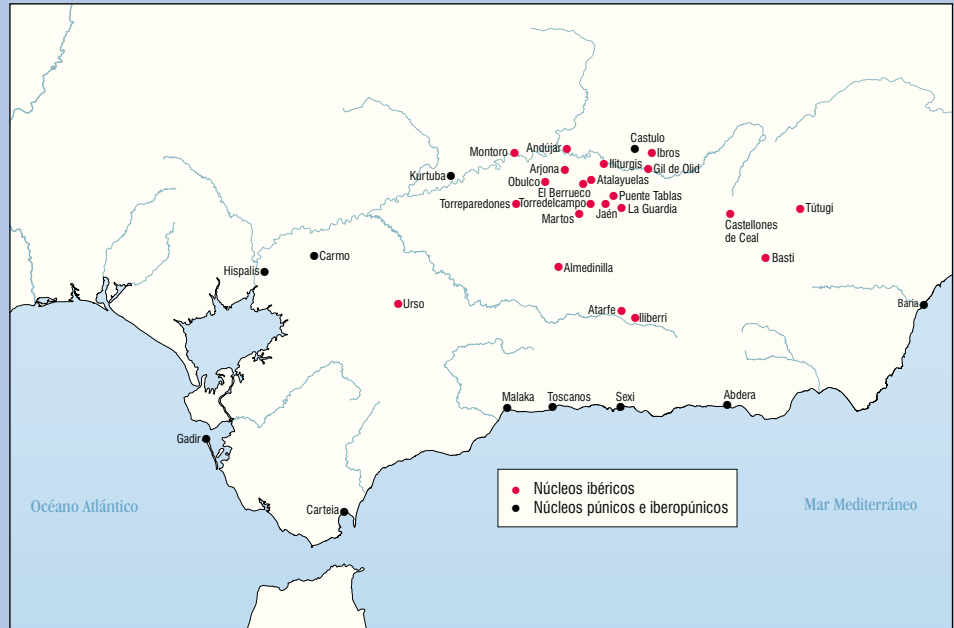 Castulo
Montoro
Andújar
Ibros
Iliturgis
Gil de Olid
Arjona
Kurtuba
Obulco
Atalayuelas
El Berrueco
Puente Tablas
Torreparedones
Torredelcampo
La Guardia
Jaén
Martos
Tútugi
Castellones
de Ceal
Carmo
Basti
Hispalis
Almedinilla
Urso
Baria
Atarfe
Iliberri
Malaka
Toscanos
Sexi
Abdera
Gadir
Núcleos ibéricos
Núcleos púnicos e iberopúnicos
Océano Atlántico
Mar Mediterráneo
Carteia